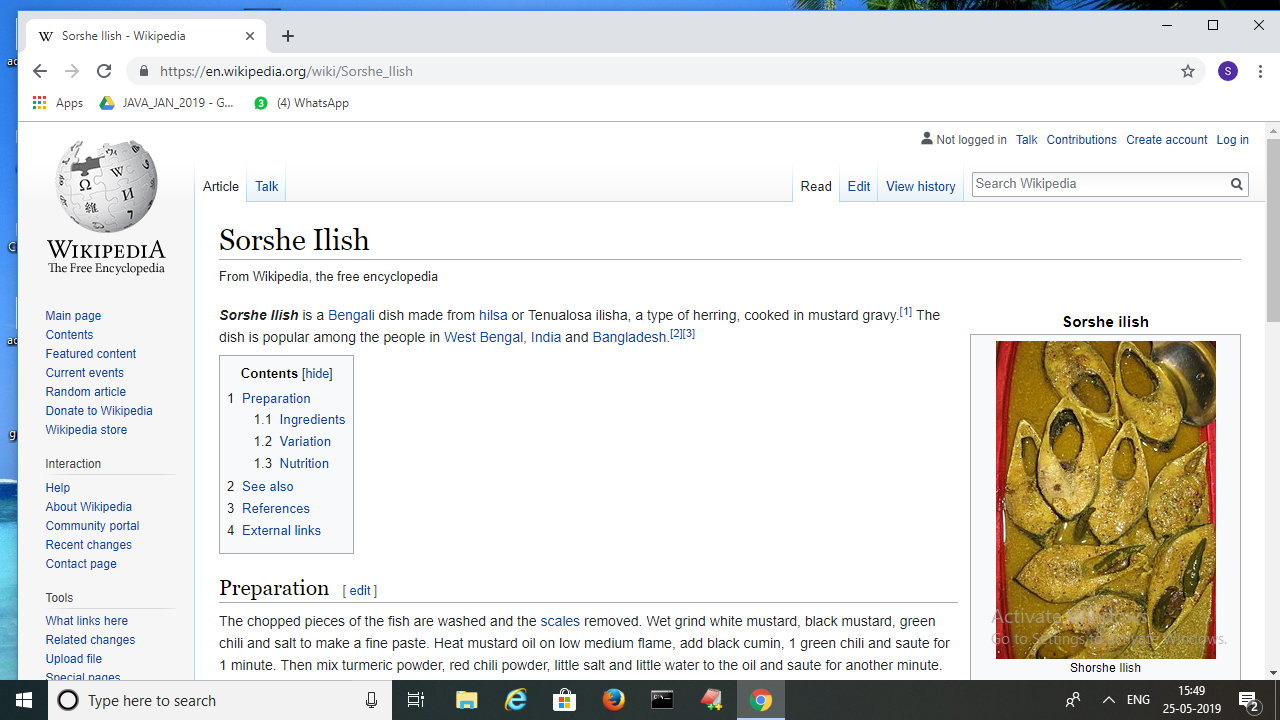 Sorshe Ilish - Wikipedia
https://en.wikipedia.org/wiki/Sorshe_Ilish
S
Apps
JAVA_JAN_2019 - G...
3
(4) WhatsApp
Not logged in Talk Contributions Create account Log in
Article Talk
Read Edit View history
Search Wikipedia
WIKIPEDIA
The Free Encyclopedia
Main page
Contents
Featured content
Current events
Random article
Donate to Wikipedia
Wikipedia store
Interaction
Help
About Wikipedia
Community portal
Recent changes
Contact page
Tools
What links here
Related changes
Upload file
Special pages
Sorshe Ilish
From Wikipedia, the free encyclopedia
Sorshe Ilish is a Bengali dish made from hilsa or Tenualosa ilisha, a type of herring, cooked in mustard gravy.[1] The
dish is popular among the people in West Bengal, India and Bangladesh.[2][3]
Contents [hide]
1 Preparation
1.1 Ingredients
1.2 Variation
1.3 Nutrition
2 See also
3 References
4 External links
Preparation [ edit ]
The chopped pieces of the fish are washed and the scales removed. Wet grind white mustard, black mustard, green
chili and salt to make a fine paste. Heat mustard oil on low medium flame, add black cumin, 1 green chili and saute for
1 minute. Then mix turmeric powder, red chili powder, little salt and little water to the oil and saute for another minute.
Sorshe ilish
Shorshe Ilish
Activate Windows
Go to Settings to activate Windows.
Type here to search
ENG
15:49
25-05-2019
2